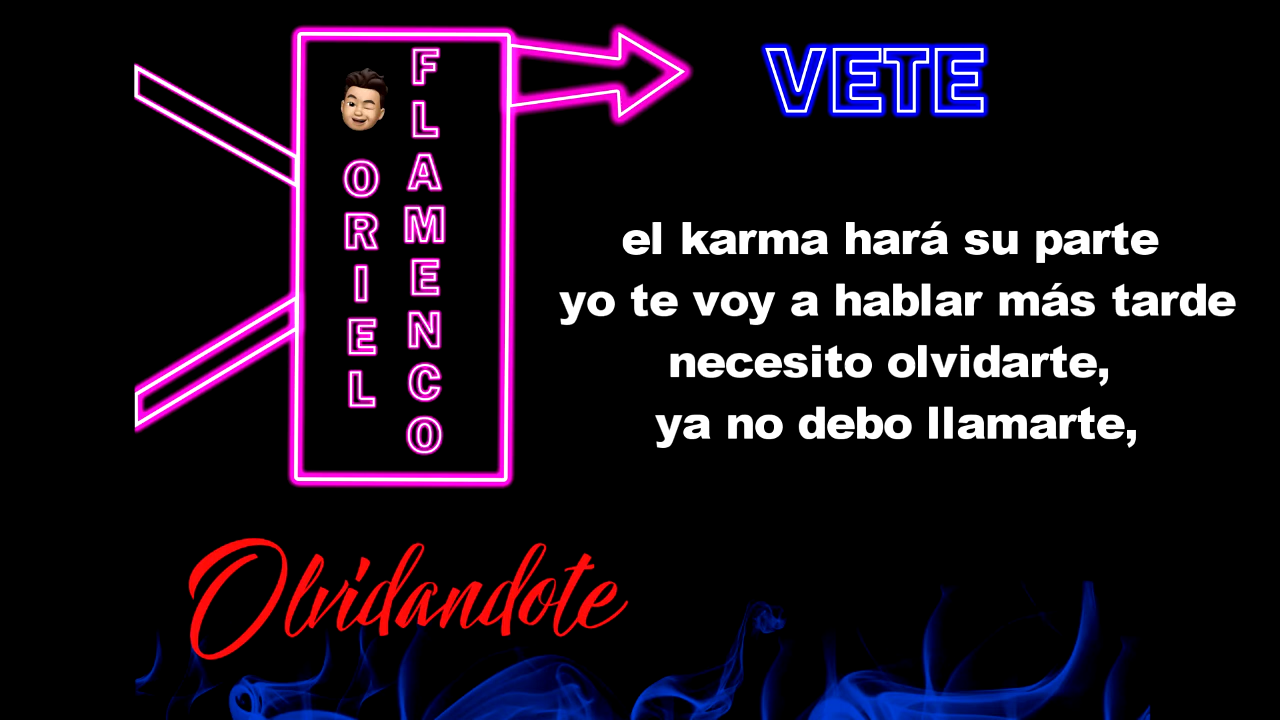 ORIEL
FLAMENCO
VETE
el karma hará su parte
yo te voy a hablar más tarde
necesito olvidarte,
ya no debo llamarte,
Olvidandote